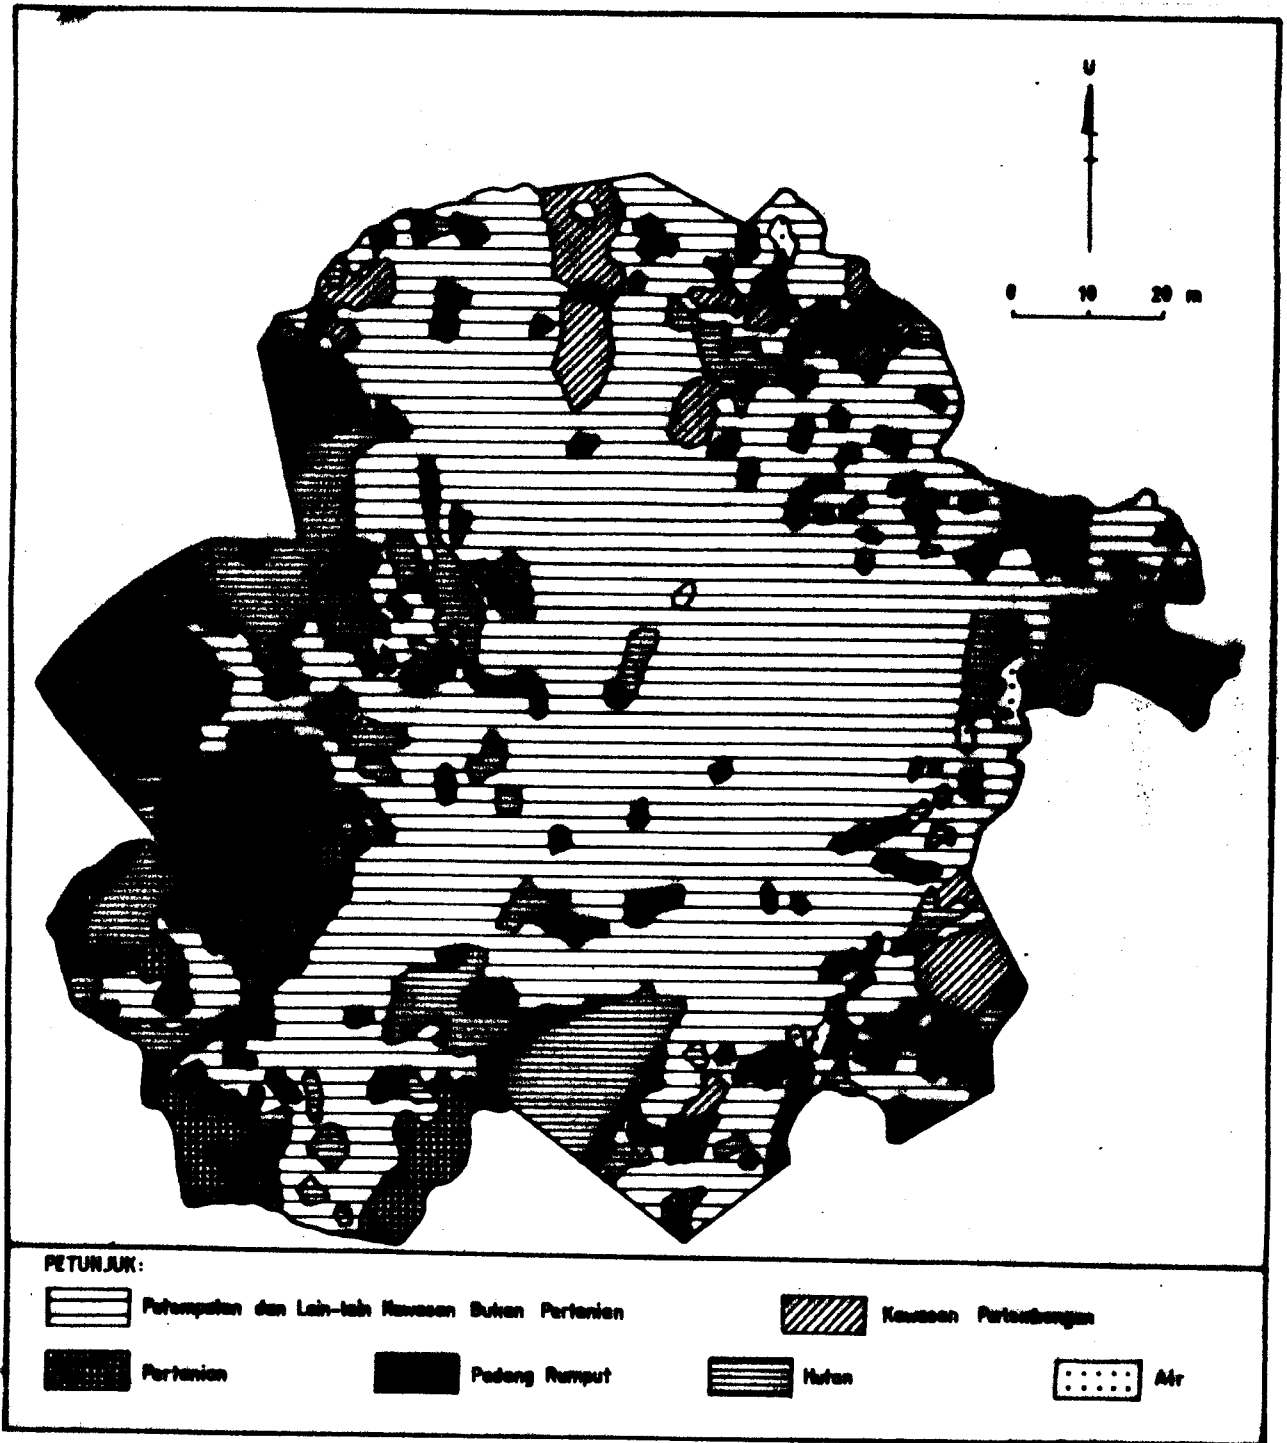 U
0 10 20 m
PETUNJUK:
Petempatan dan Lain-lain Kawasan Bukan Pertanian
Kawasan Perlombongan
Pertanian
Padang Rumput
Hutan
Air